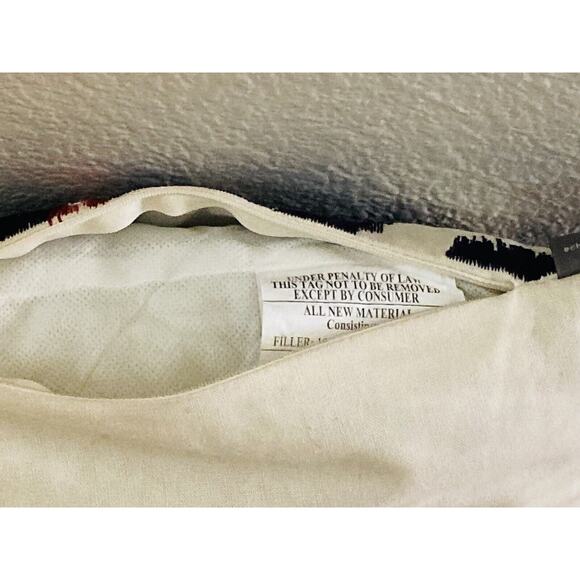 UNDER PENALTY OF LAW
THIS TAG NOT TO BE REMOVED
EXCEPT BY CONSUMER
ALL NEW MATERIAL
Consisting
FILLER: